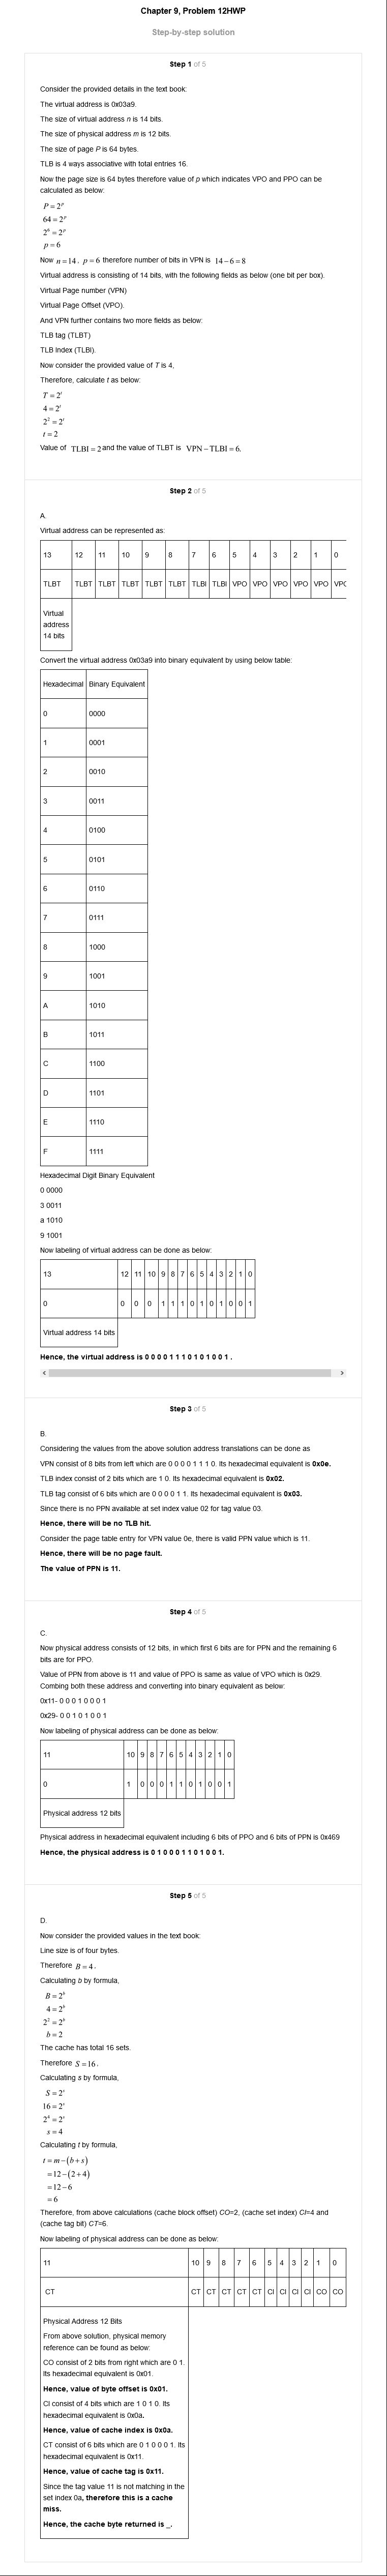 Chapter 9, Problem 12HWP
Step-by-step solution
Step 1 of 5
Consider the provided details in the text book:
The virtual address is 0x03a9.
The size of virtual address n is 14 bits.
The size of physical address m is 12 bits.
The size of page P is 64 bytes.
TLB is 4 ways associative with total entries 16.
Now the page size is 64 bytes therefore value of p which indicates VPO and PPO can be
calculated as below:
P = 2^p
64 = 2^p
2^6 = 2^p
p = 6
Now n = 14 , p = 6 therefore number of bits in VPN is 14 − 6 = 8
Virtual address is consisting of 14 bits, with the following fields as below (one bit per box).
Virtual Page number (VPN)
Virtual Page Offset (VPO).
And VPN further contains two more fields as below:
TLB tag (TLBT)
TLB Index (TLBI).
Now consider the provided value of T is 4,
Therefore, calculate t as below:
T = 2^t
4 = 2^t
2^2 = 2^t
t = 2
Value of TLBI = 2 and the value of TLBT is VPN − TLBI = 6.
Step 2 of 5
A.
Virtual address can be represented as:
13 12 11 10 9 8 7 6 5 4 3 2 1 0
TLBT TLBT TLBT TLBT TLBT TLBT TLBI TLBI VPO VPO VPO VPO VPO VPO
Virtual
address
14 bits
Convert the virtual address 0x03a9 into binary equivalent by using below table:
Hexadecimal Binary Equivalent
0 0000
1 0001
2 0010
3 0011
4 0100
5 0101
6 0110
7 0111
8 1000
9 1001
A 1010
B 1011
C 1100
D 1101
E 1110
F 1111
Hexadecimal Digit Binary Equivalent
0 0000
3 0011
a 1010
9 1001
Now labeling of virtual address can be done as below:
13 12 11 10 9 8 7 6 5 4 3 2 1 0
0 0 0 0 1 1 1 0 1 0 1 0 0 1
Virtual address 14 bits
Hence, the virtual address is 0 0 0 0 1 1 1 0 1 0 1 0 0 1 .
Step 3 of 5
B.
Considering the values from the above solution address translations can be done as
VPN consist of 8 bits from left which are 0 0 0 0 1 1 1 0. Its hexadecimal equivalent is 0x0e.
TLB index consist of 2 bits which are 1 0. Its hexadecimal equivalent is 0x02.
TLB tag consist of 6 bits which are 0 0 0 0 1 1. Its hexadecimal equivalent is 0x03.
Since there is no PPN available at set index value 02 for tag value 03.
Hence, there will be no TLB hit.
Consider the page table entry for VPN value 0e, there is valid PPN value which is 11.
Hence, there will be no page fault.
The value of PPN is 11.
Step 4 of 5
C.
Now physical address consists of 12 bits, in which first 6 bits are for PPN and the remaining 6
bits are for PPO.
Value of PPN from above is 11 and value of PPO is same as value of VPO which is 0x29.
Combing both these address and converting into binary equivalent as below:
0x11- 0 0 0 1 0 0 0 1
0x29- 0 0 1 0 1 0 0 1
Now labeling of physical address can be done as below:
11 10 9 8 7 6 5 4 3 2 1 0
0 1 0 0 0 1 1 0 1 0 0 1
Physical address 12 bits
Physical address in hexadecimal equivalent including 6 bits of PPO and 6 bits of PPN is 0x469
Hence, the physical address is 0 1 0 0 0 1 1 0 1 0 0 1.
Step 5 of 5
D.
Now consider the provided values in the text book:
Line size is of four bytes.
Therefore B = 4 .
Calculating b by formula,
B = 2^b
4 = 2^b
2^2 = 2^b
b = 2
The cache has total 16 sets.
Therefore S = 16 .
Calculating s by formula,
S = 2^s
16 = 2^s
2^4 = 2^s
s = 4
Calculating t by formula,
t = m − (b + s)
= 12 − (2 + 4)
= 12 − 6
= 6
Therefore, from above calculations (cache block offset) CO=2, (cache set index) CI=4 and
(cache tag bit) CT=6.
Now labeling of physical address can be done as below:
11 10 9 8 7 6 5 4 3 2 1 0
CT CT CT CT CT CT CI CI CI CI CO CO
Physical Address 12 Bits
From above solution, physical memory
reference can be found as below:
CO consist of 2 bits from right which are 0 1.
Its hexadecimal equivalent is 0x01.
Hence, value of byte offset is 0x01.
CI consist of 4 bits which are 1 0 1 0. Its
hexadecimal equivalent is 0x0a.
Hence, value of cache index is 0x0a.
CT consist of 6 bits which are 0 1 0 0 0 1. Its
hexadecimal equivalent is 0x11.
Hence, value of cache tag is 0x11.
Since the tag value 11 is not matching in the
set index 0a, therefore this is a cache
miss.
Hence, the cache byte returned is _.